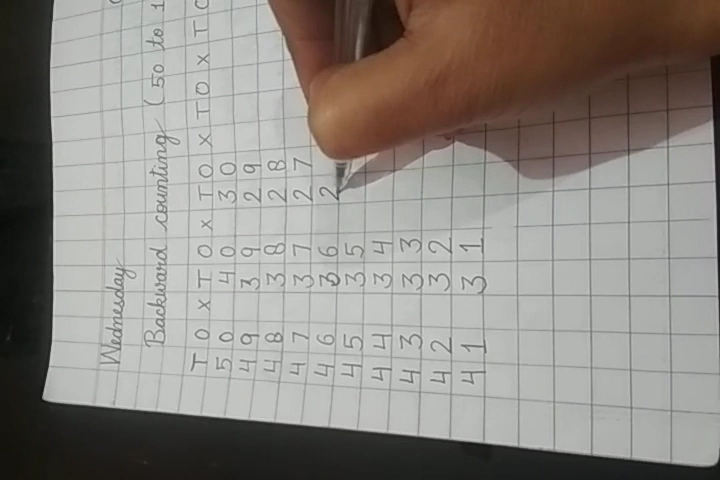 Wednesday
Backward counting (50 to 1
T O x T O x T O x T O x T O x T C
5 0 4 0 3 0
4 9 3 9 2 9
4 8 3 8 2 8
4 7 3 7 2 7
4 6 3 6 2
4 5 3 5
4 4 3 4
4 3 3 3
4 2 3 2
4 1 3 1